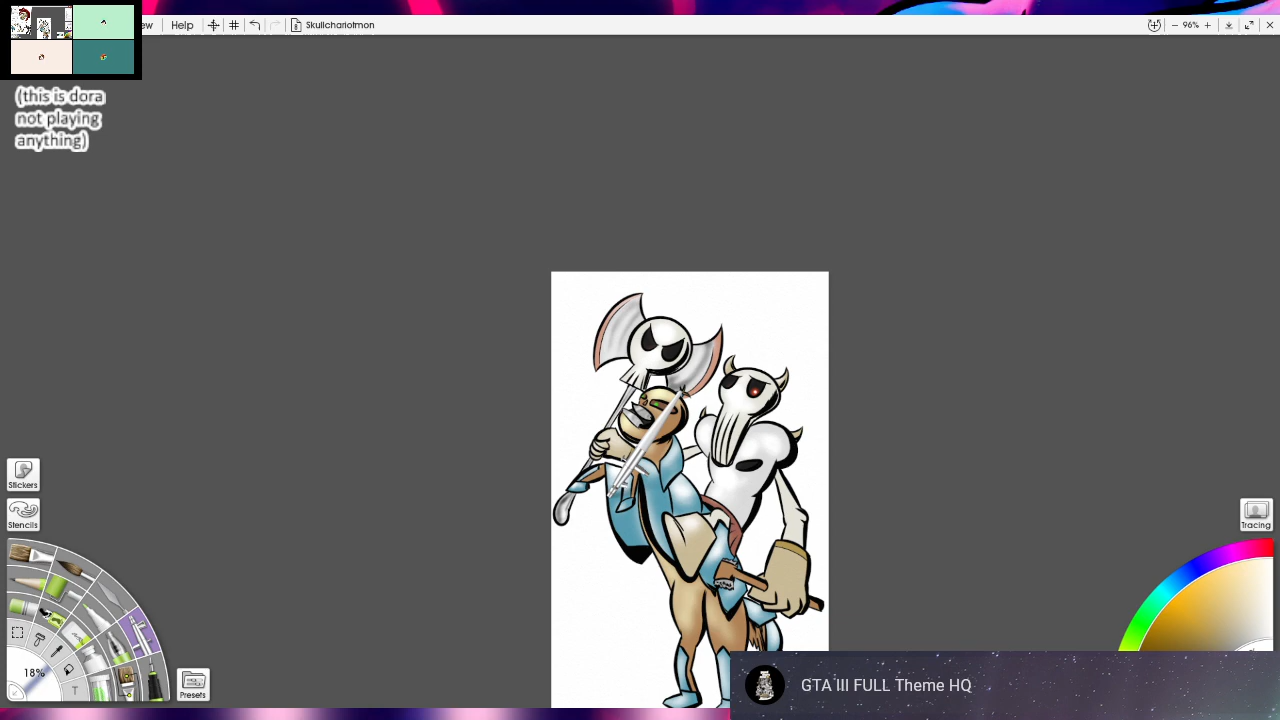 ew
Help
Skullchariotmon
96%
(this is dora
not playing
anything)
Stickers
Stencils
Tracing
18%
T
Presets
GTA III FULL Theme HQ